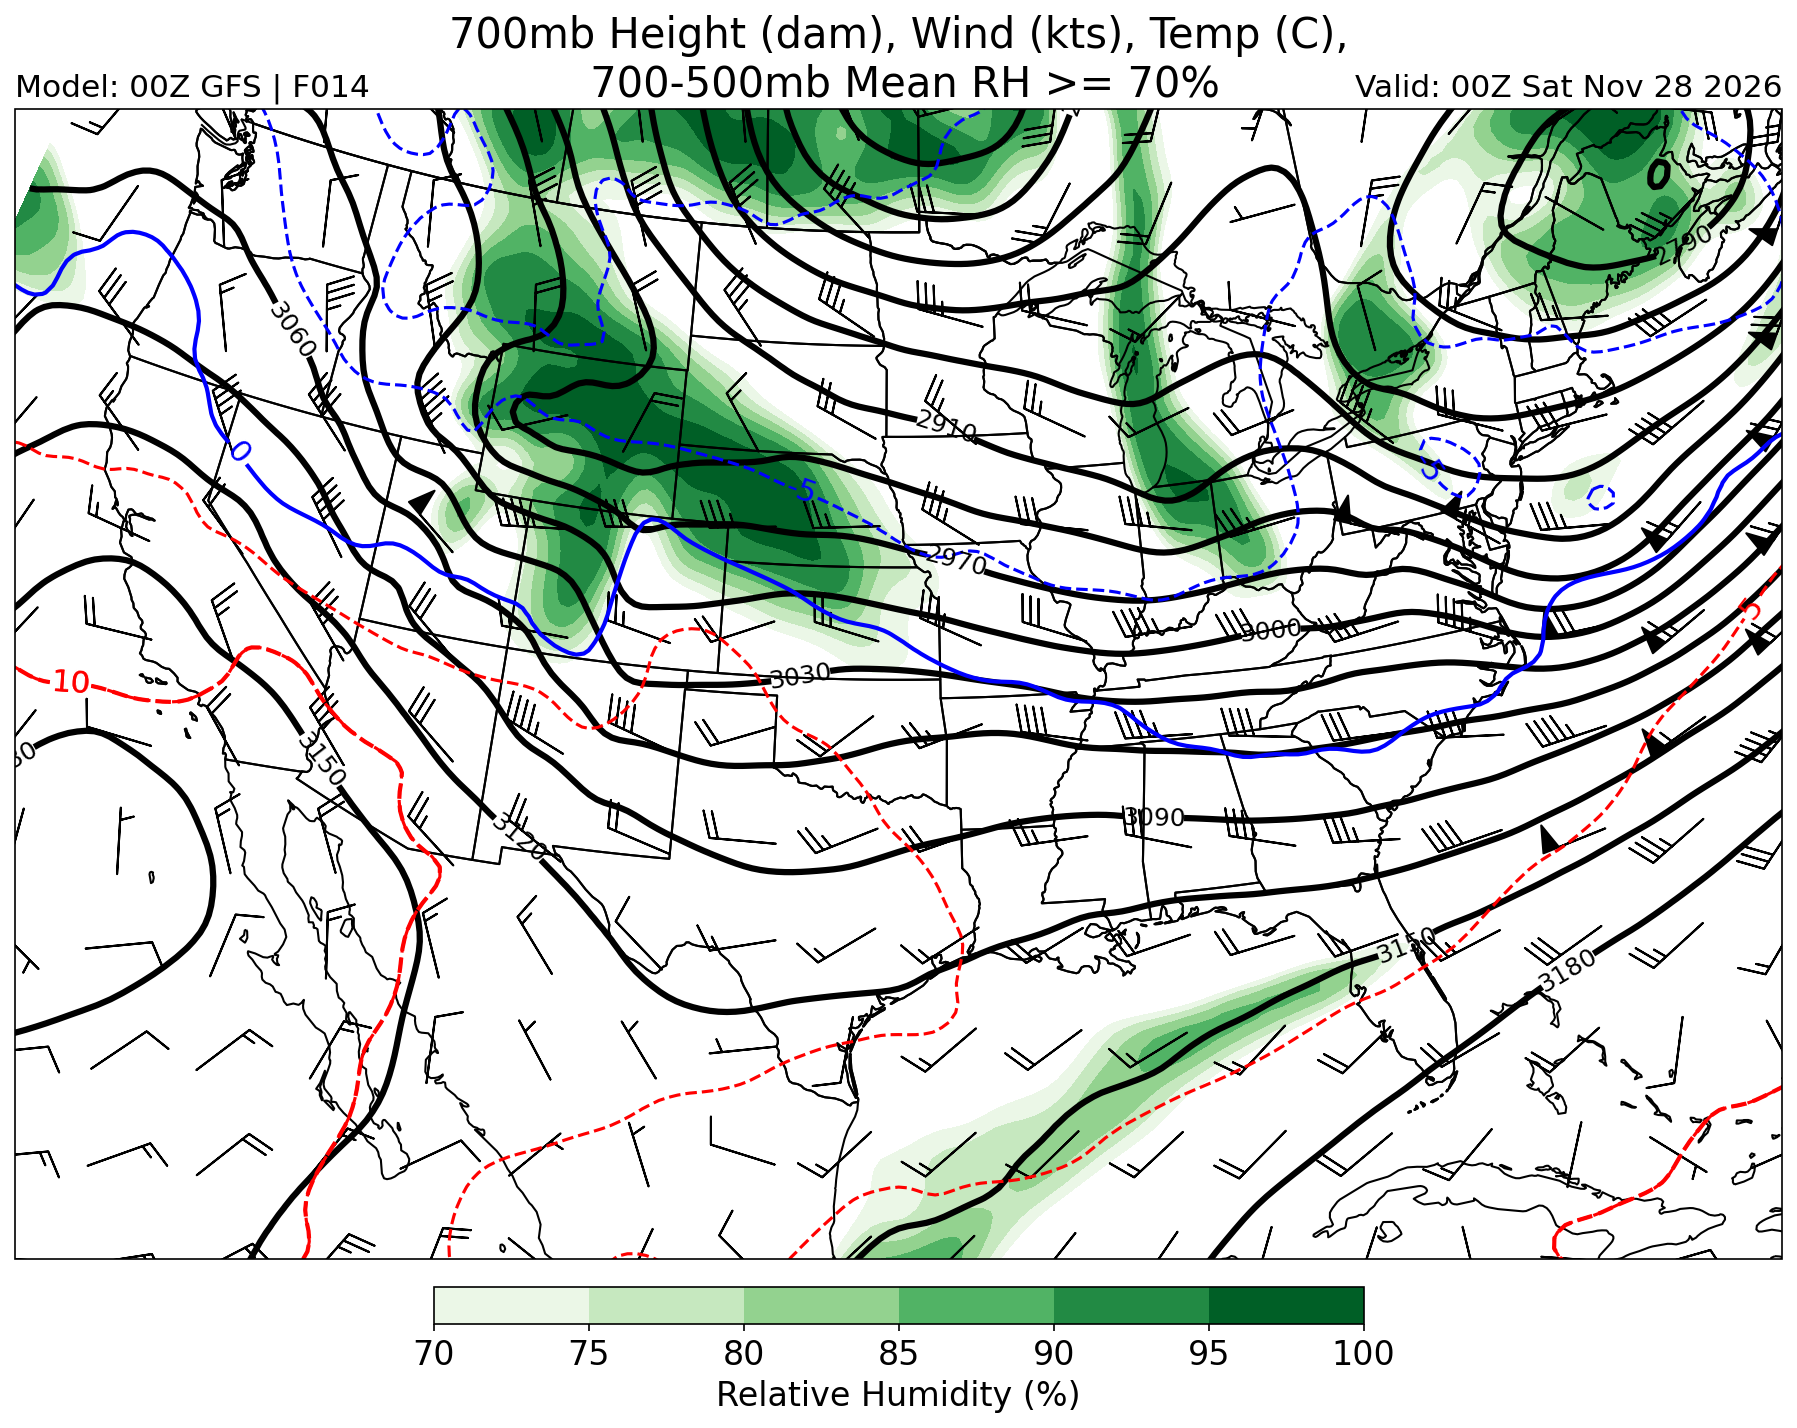 700mb Height (dam), Wind (kts), Temp (C),
700-500mb Mean RH >= 70%
Model: 00Z GFS | F014
Valid: 00Z Sat Nov 28 2026
0
2790
3060
0
2910
5
5
2970
5
3000
10
3030
3150
3120
3090
3150
3180
70 75 80 85 90 95 100
Relative Humidity (%)